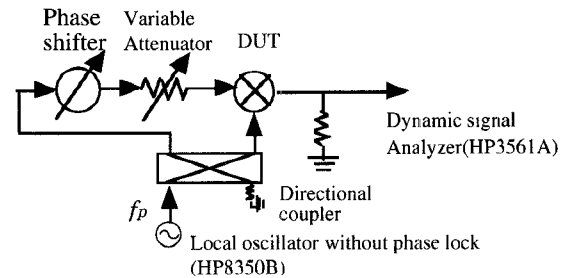 Phase
shifter
Variable
Attenuator
DUT
Dynamic signal
Analyzer(HP3561A)
Directional
coupler
fp
Local oscillator without phase lock
(HP8350B)